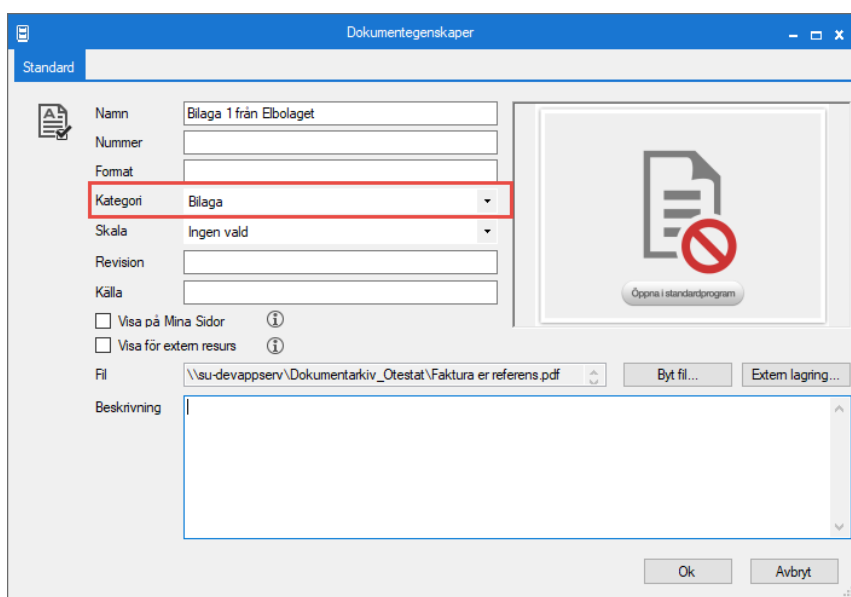 Dokumentegenskaper
Standard
Namn Bilaga 1 från Elbolaget
Nummer
Format
Kategori Bilaga
Skala Ingen vald
Revision
Källa
Öppna i standardprogram
Visa på Mina Sidor
Visa för extern resurs
Fil \\su-devappserv\Dokumentarkiv_Otestat\Faktura er referens.pdf Byt fil... Extern lagring...
Beskrivning
Ok Avbryt